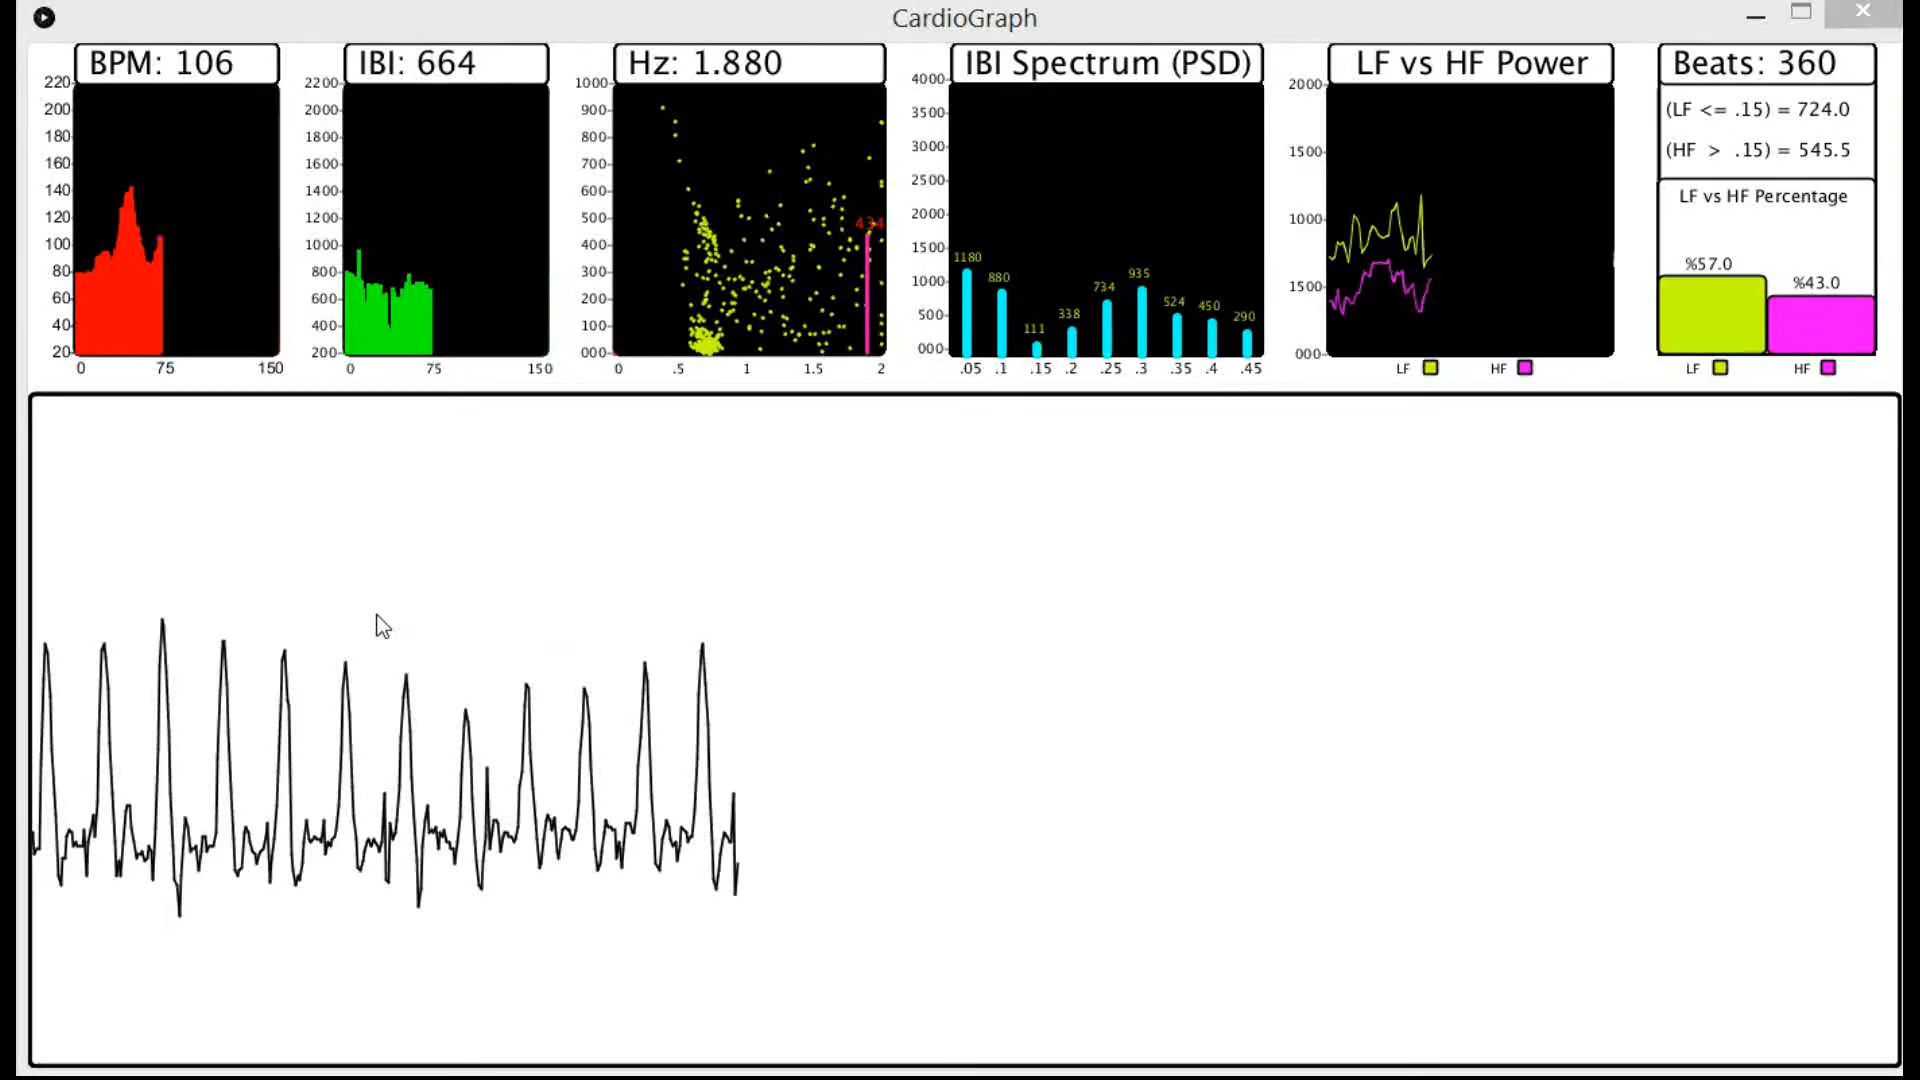 CardioGraph
BPM: 106
220
200
180
160
140
120
100
80
60
40
20
0 75 150
IBI: 664
2200
2000
1800
1600
1400
1200
1000
800
600
400
200
0 75 150
Hz: 1.880
1000
900
800
700
600
500
400
300
200
100
000
434
0 .5 1 1.5 2
IBI Spectrum (PSD)
4000
3500
3000
2500
2000
1500
1000
500
000
1180 880 111 338 734 935 524 450 290
.05 .1 .15 .2 .25 .3 .35 .4 .45
LF vs HF Power
2000
1500
1000
1500
000
LF HF
Beats: 360
(LF <= .15) = 724.0
(HF > .15) = 545.5
LF vs HF Percentage
%57.0 %43.0
LF HF